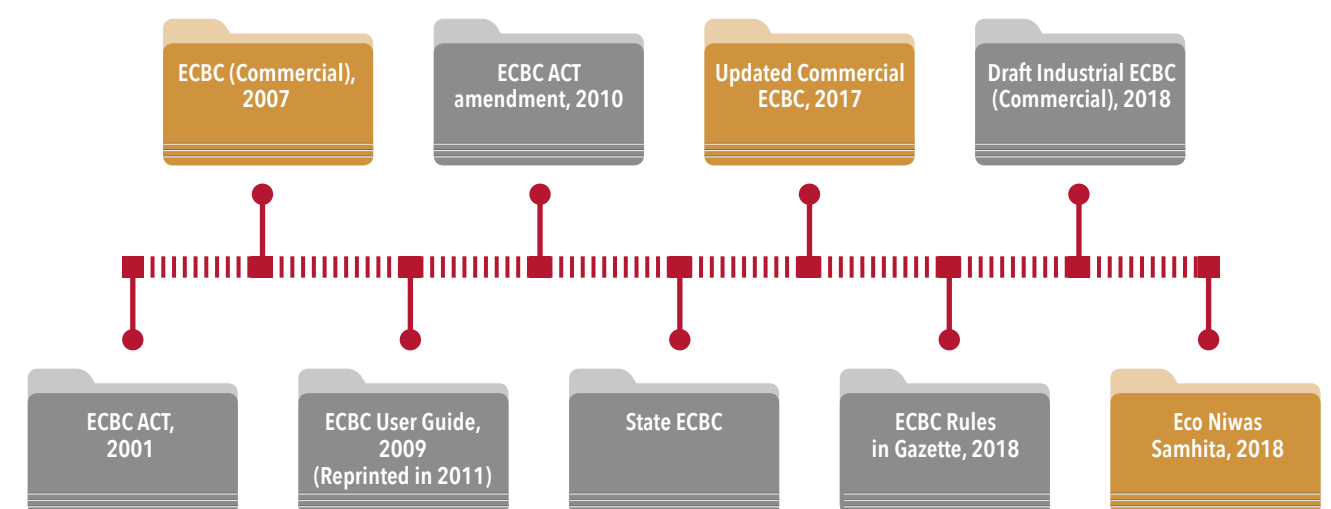 ECBC (Commercial),
2007
ECBC ACT
amendment, 2010
Updated Commercial
ECBC, 2017
Draft Industrial ECBC
(Commercial), 2018
ECBC ACT,
2001
ECBC User Guide,
2009
(Reprinted in 2011)
State ECBC
ECBC Rules
in Gazette, 2018
Eco Niwas
Samhita, 2018